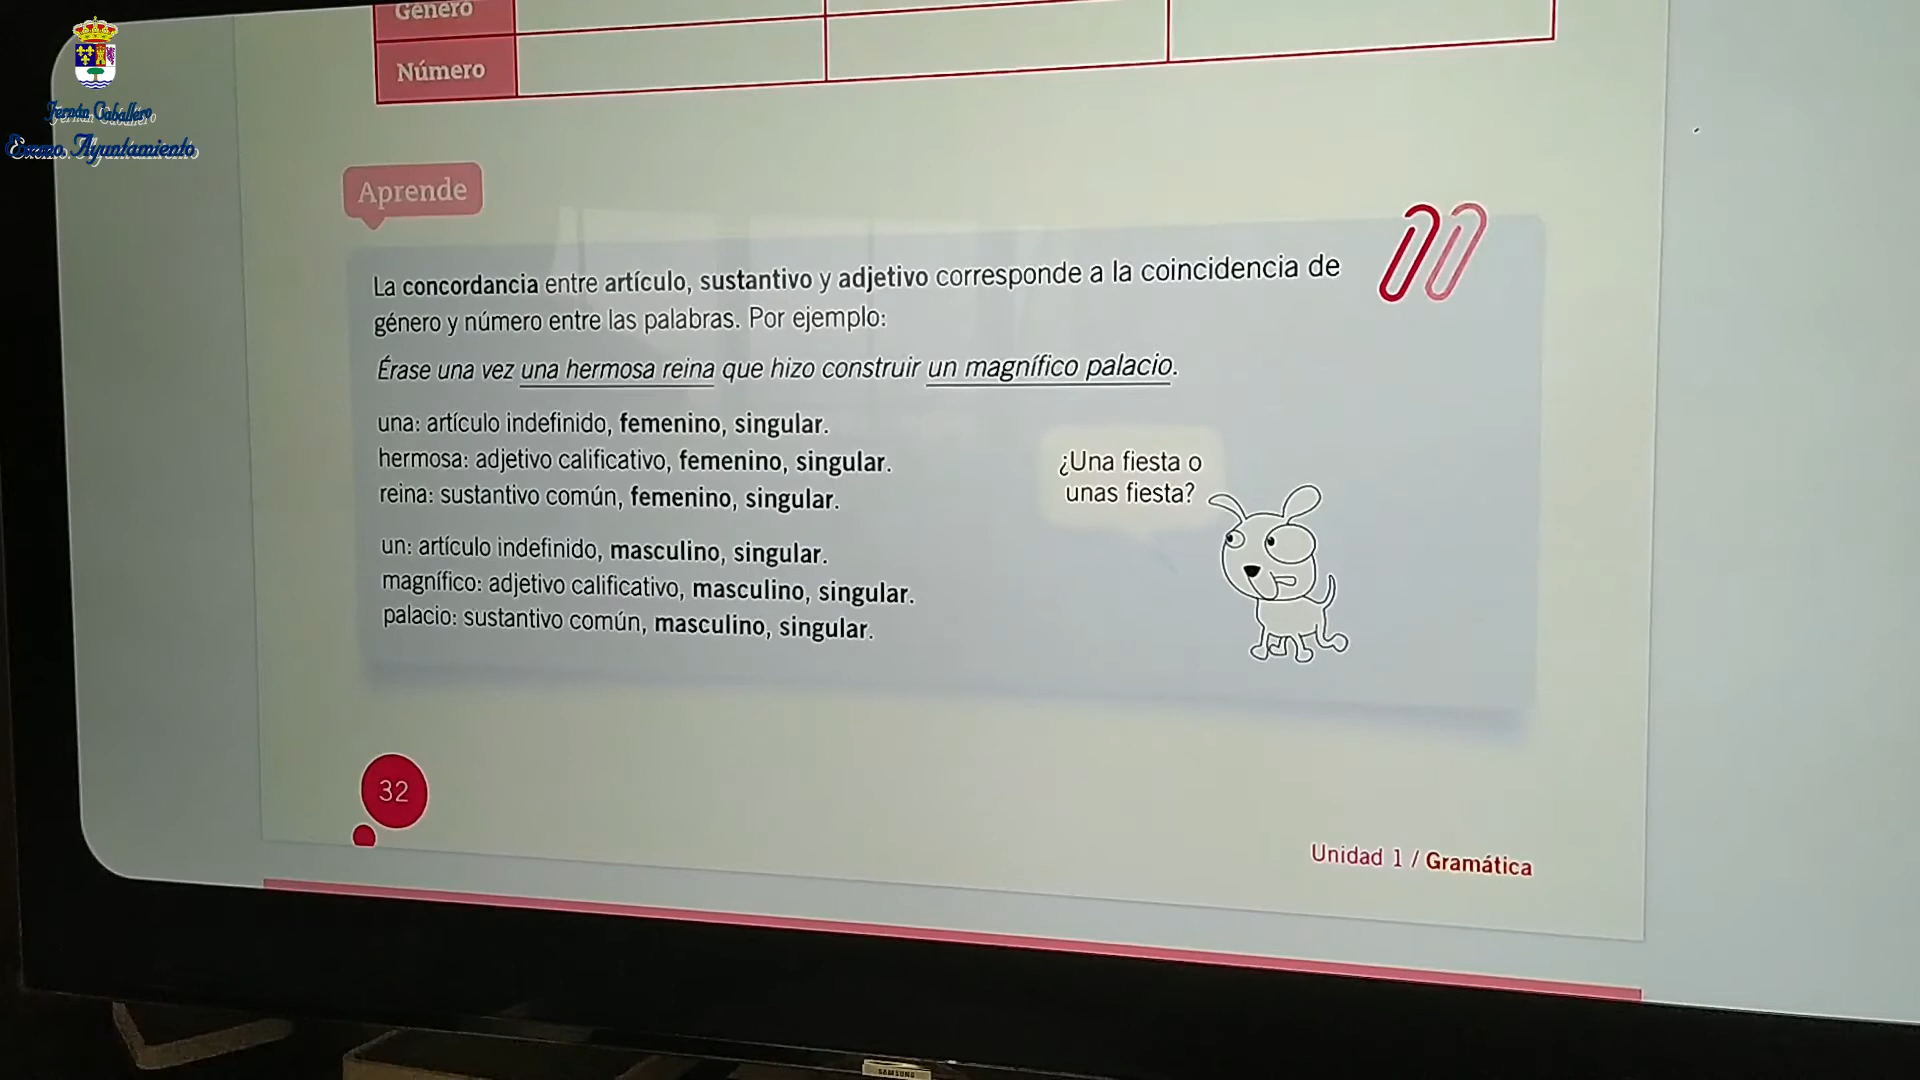 Género
Número
Fernán Caballero
Excmo. Ayuntamiento
Aprende
La concordancia entre artículo, sustantivo y adjetivo corresponde a la coincidencia de
género y número entre las palabras. Por ejemplo:
Érase una vez una hermosa reina que hizo construir un magnífico palacio.
una: artículo indefinido, femenino, singular.
hermosa: adjetivo calificativo, femenino, singular.
reina: sustantivo común, femenino, singular.
¿Una fiesta o
unas fiesta?
un: artículo indefinido, masculino, singular.
magnífico: adjetivo calificativo, masculino, singular.
palacio: sustantivo común, masculino, singular.
32
Unidad 1 / Gramática
SAMSUNG